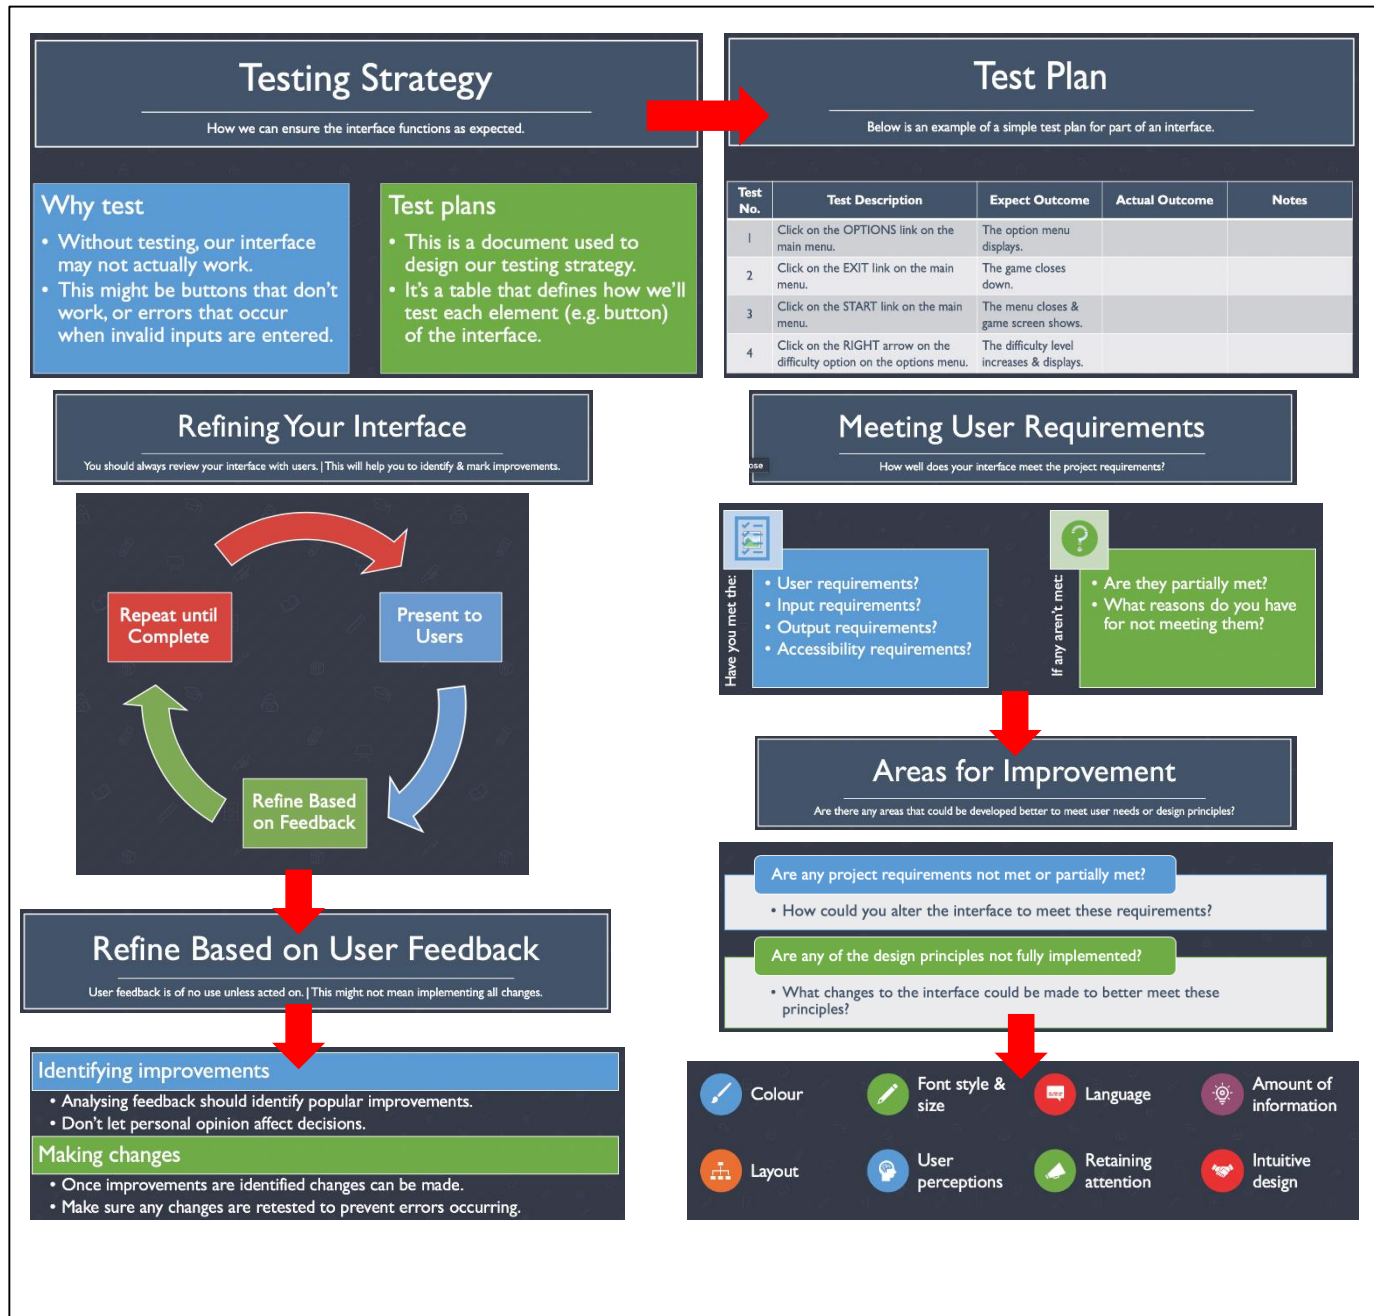 Testing Strategy
How we can ensure the interface functions as expected.
Why test
• Without testing, our interface
may not actually work.
• This might be buttons that don't
work, or errors that occur
when invalid inputs are entered.
Test plans
• This is a document used to
design our testing strategy.
• It's a table that defines how we'll
test each element (e.g. button)
of the interface.
Test Plan
Below is an example of a simple test plan for part of an interface.
Test No. Test Description Expect Outcome Actual Outcome Notes
1 Click on the OPTIONS link on the main menu. The option menu displays.
2 Click on the EXIT link on the main menu. The game closes down.
3 Click on the START link on the main menu. The menu closes & game screen shows.
4 Click on the RIGHT arrow on the difficulty option on the options menu. The difficulty level increases & displays.
Refining Your Interface
You should always review your interface with users. | This will help you to identify & mark improvements.
Repeat until
Complete
Present to
Users
Refine Based
on Feedback
Refine Based on User Feedback
User feedback is of no use unless acted on. | This might not mean implementing all changes.
Identifying improvements
• Analysing feedback should identify popular improvements.
• Don't let personal opinion affect decisions.
Making changes
• Once improvements are identified changes can be made.
• Make sure any changes are retested to prevent errors occurring.
Meeting User Requirements
ose
How well does your interface meet the project requirements?
Have you met the:
• User requirements?
• Input requirements?
• Output requirements?
• Accessibility requirements?
If any aren't met:
• Are they partially met?
• What reasons do you have
for not meeting them?
Areas for Improvement
Are there any areas that could be developed better to meet user needs or design principles?
Are any project requirements not met or partially met?
• How could you alter the interface to meet these requirements?
Are any of the design principles not fully implemented?
• What changes to the interface could be made to better meet these
principles?
Colour
Font style &
size
Language
Amount of
information
Layout
User
perceptions
Retaining
attention
Intuitive
design